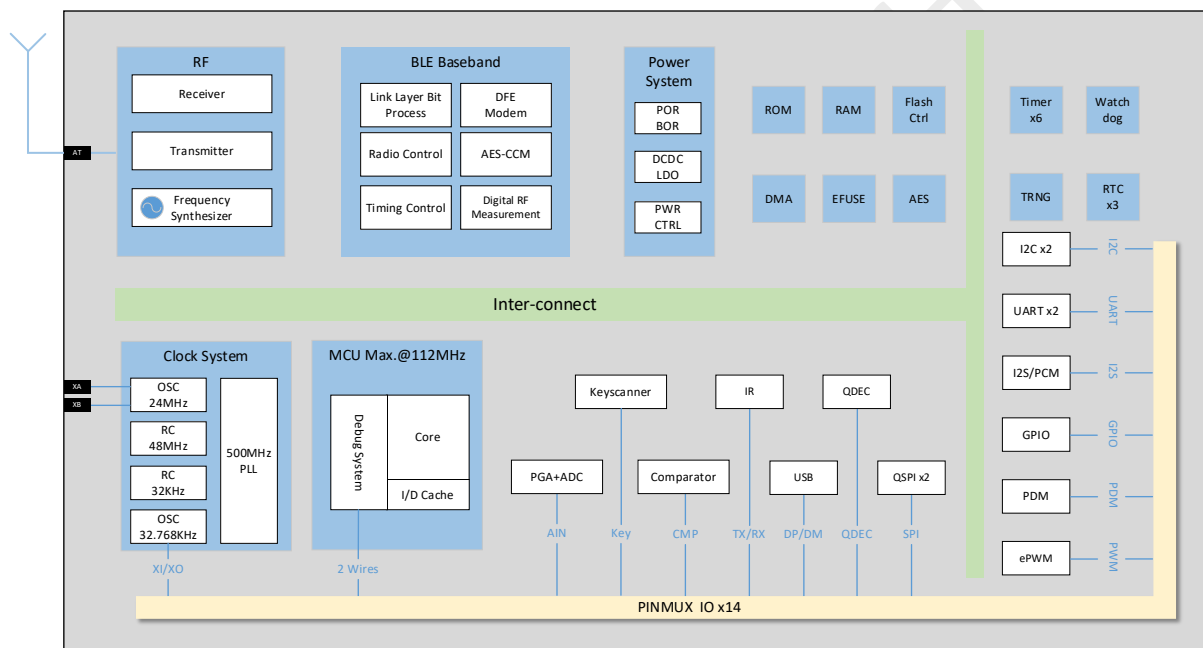 RF
Receiver
Transmitter
Frequency
Synthesizer
AT
BLE Baseband
Link Layer Bit
Process
DFE
Modem
Radio Control
AES-CCM
Timing Control
Digital RF
Measurement
Power
System
POR
BOR
DCDC
LDO
PWR
CTRL
ROM
RAM
Flash
Ctrl
DMA
EFUSE
AES
Timer
x6
Watch
dog
TRNG
RTC
x3
I2C x2
I2C
UART x2
UART
I2S/PCM
I2S
GPIO
GPIO
PDM
PDM
ePWM
PWM
Inter-connect
Clock System
XA
XB
OSC
24MHz
RC
48MHz
RC
32KHz
OSC
32.768KHz
500MHz
PLL
XI/XO
MCU Max.@112MHz
Debug System
Core
I/D Cache
2 Wires
Keyscanner
IR
QDEC
PGA+ADC
Comparator
USB
QSPI x2
AIN
Key
CMP
TX/RX
DP/DM
QDEC
SPI
PINMUX IO x14